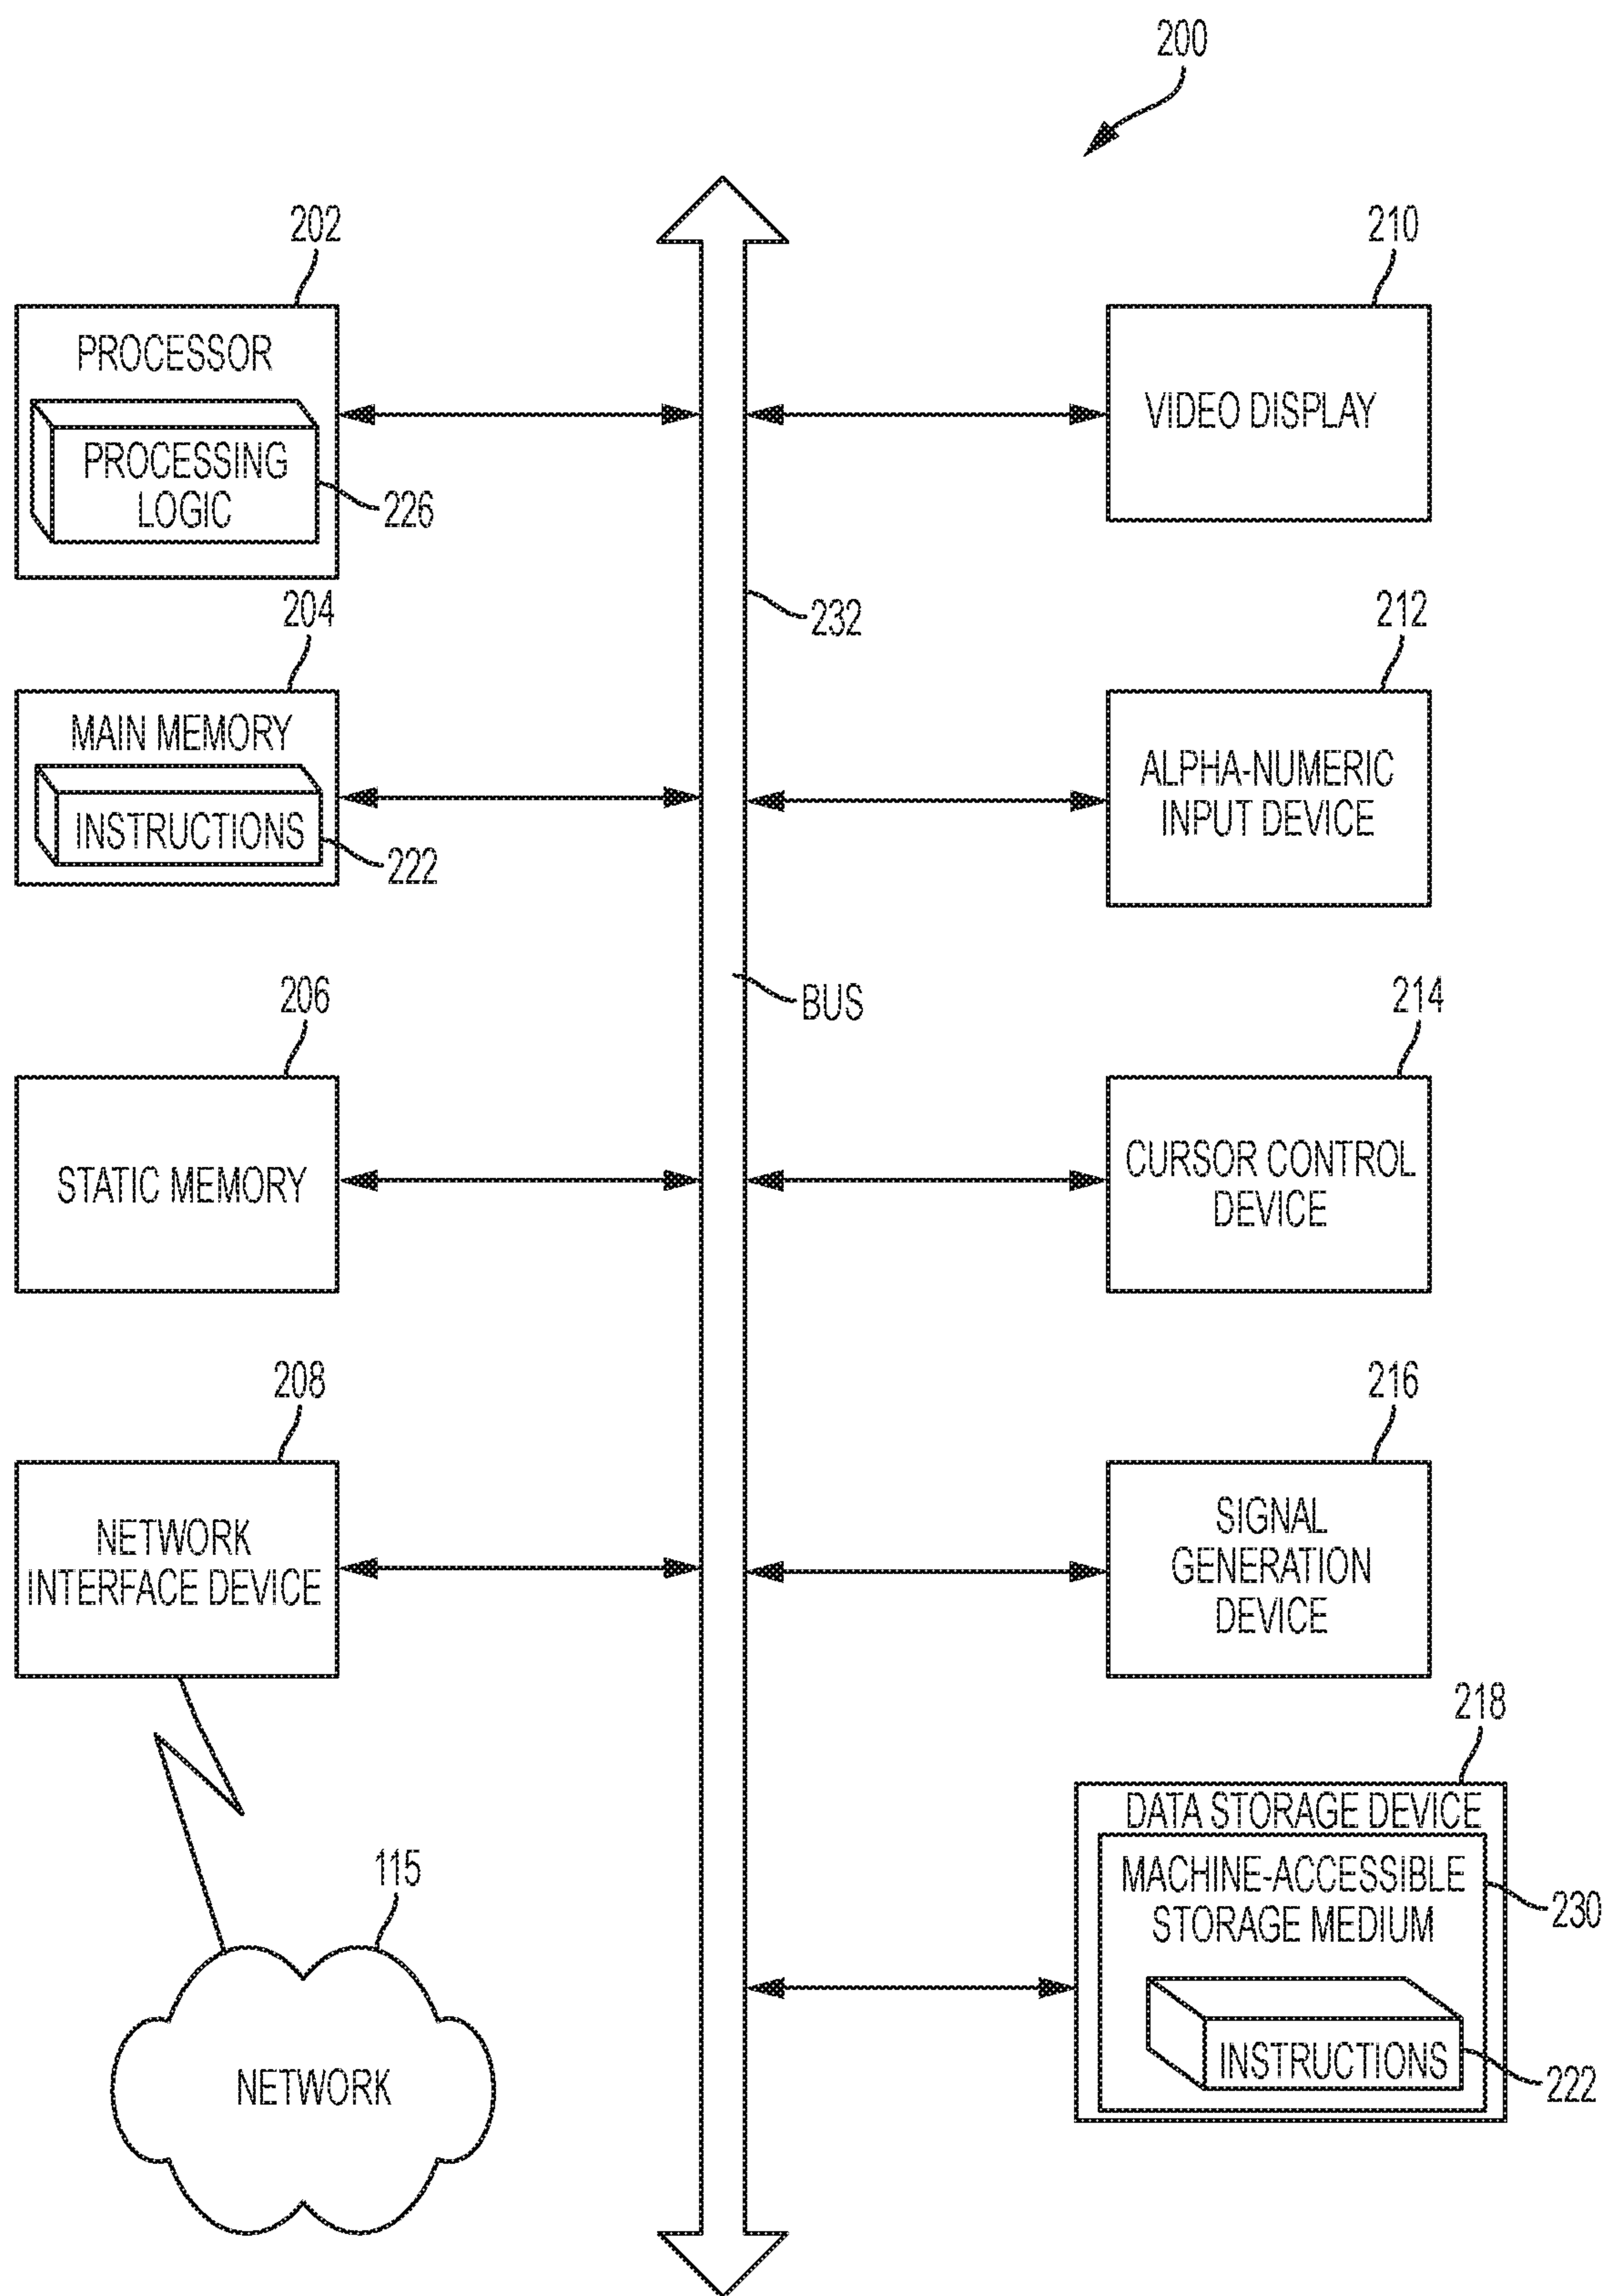 200
202
PROCESSOR
PROCESSING
LOGIC
226
210
VIDEO DISPLAY
232
204
MAIN MEMORY
INSTRUCTIONS
222
212
ALPHA-NUMERIC
INPUT DEVICE
BUS
206
STATIC MEMORY
214
CURSOR CONTROL
DEVICE
208
NETWORK
INTERFACE DEVICE
216
SIGNAL
GENERATION
DEVICE
115
NETWORK
218
DATA STORAGE DEVICE
MACHINE-ACCESSIBLE
STORAGE MEDIUM
230
INSTRUCTIONS
222